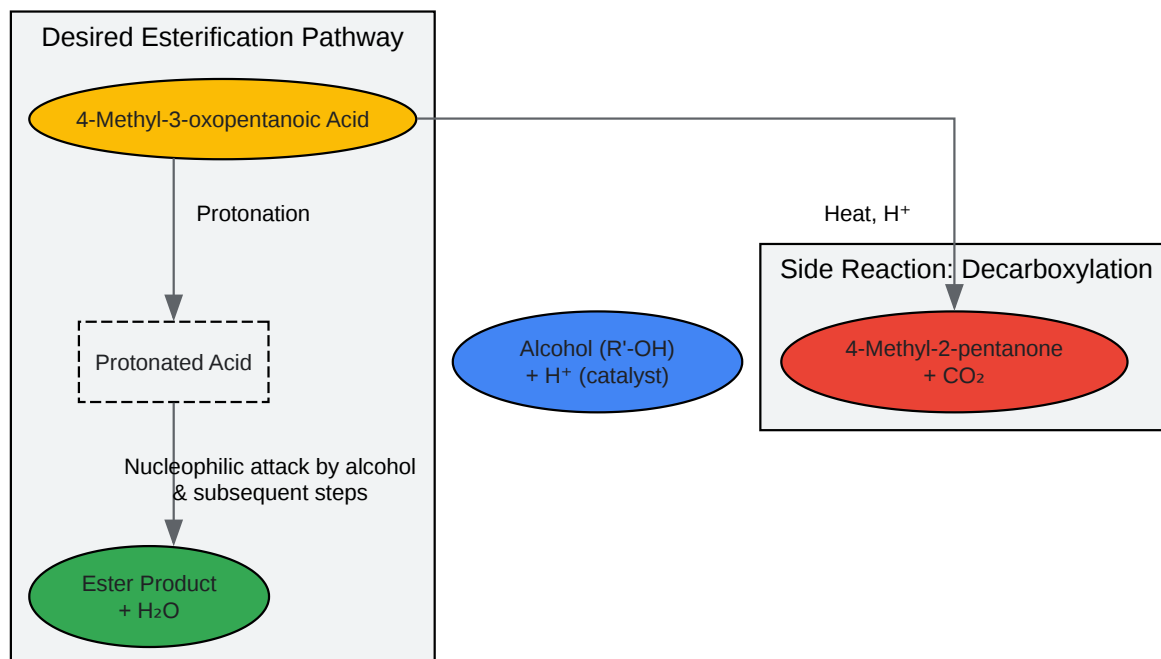 Desired Esterification Pathway
4-Methyl-3-oxopentanoic Acid
Protonation
Heat, H⁺
Side Reaction: Decarboxylation
Protonated Acid
Alcohol (R'-OH)
+ H⁺ (catalyst)
4-Methyl-2-pentanone
+ CO₂
Nucleophilic attack by alcohol
& subsequent steps
Ester Product
+ H₂O